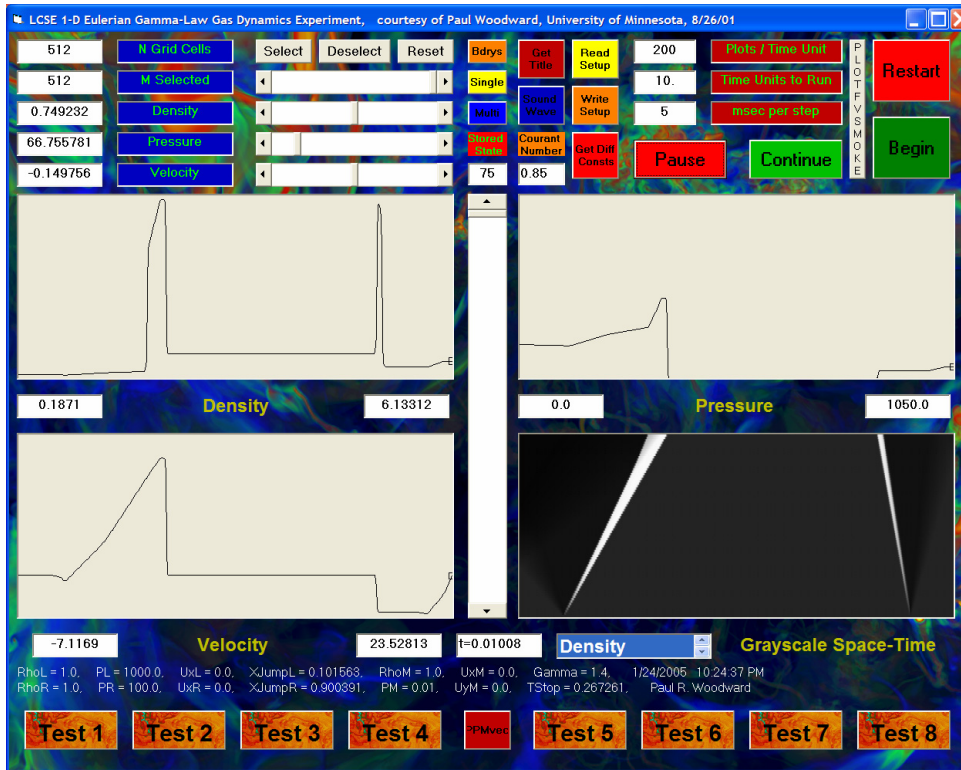 LCSE 1-D Eulerian Gamma-Law Gas Dynamics Experiment, courtesy of Paul Woodward, University of Minnesota, 8/26/01
512 N Grid Cells Select Deselect Reset Bdrys Get Title Read Setup 200 Plots / Time Unit PLOTFVSMOKE Restart
512 M Selected Single 10. Time Units to Run
0.749232 Density Multi Sound Wave Write Setup 5 msec per step Begin
66.755781 Pressure Stored State Courant Number Get Diff Consts Pause Continue
-0.149756 Velocity 75 0.85
0.1871 Density 6.13312 0.0 Pressure 1050.0
-7.1169 Velocity 23.52813 t=0.01008 Density Grayscale Space-Time
RhoL = 1.0, PL = 1000.0, UxL = 0.0, XJumpL = 0.101563, RhoM = 1.0, UxM = 0.0, Gamma = 1.4, 1/24/2005 10:24:37 PM
RhoR = 1.0, PR = 100.0, UxR = 0.0, XJumpR = 0.900391, PM = 0.01, UyM = 0.0, TStop = 0.267261, Paul R. Woodward
Test 1 Test 2 Test 3 Test 4 PPMvac Test 5 Test 6 Test 7 Test 8